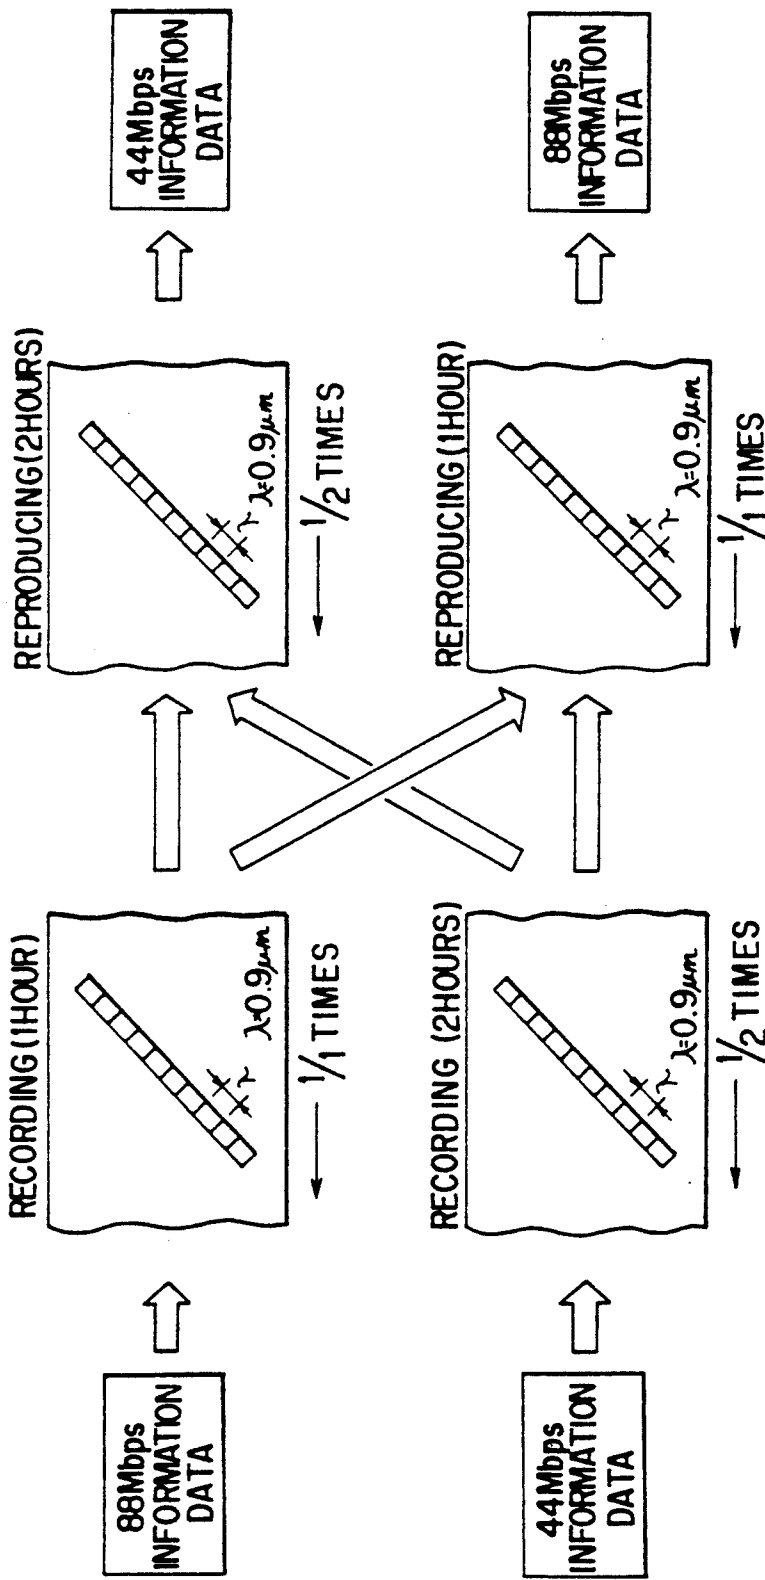 88Mbps
INFORMATION
DATA
RECORDING(1HOUR)
τ
λ=0.9μm
1/1 TIMES
REPRODUCING(2HOURS)
τ
λ=0.9μm
1/2 TIMES
44Mbps
INFORMATION
DATA
44Mbps
INFORMATION
DATA
RECORDING (2HOURS)
τ
λ=0.9μm
1/2 TIMES
REPRODUCING(1HOUR)
τ
λ=0.9μm
1/1 TIMES
88Mbps
INFORMATION
DATA